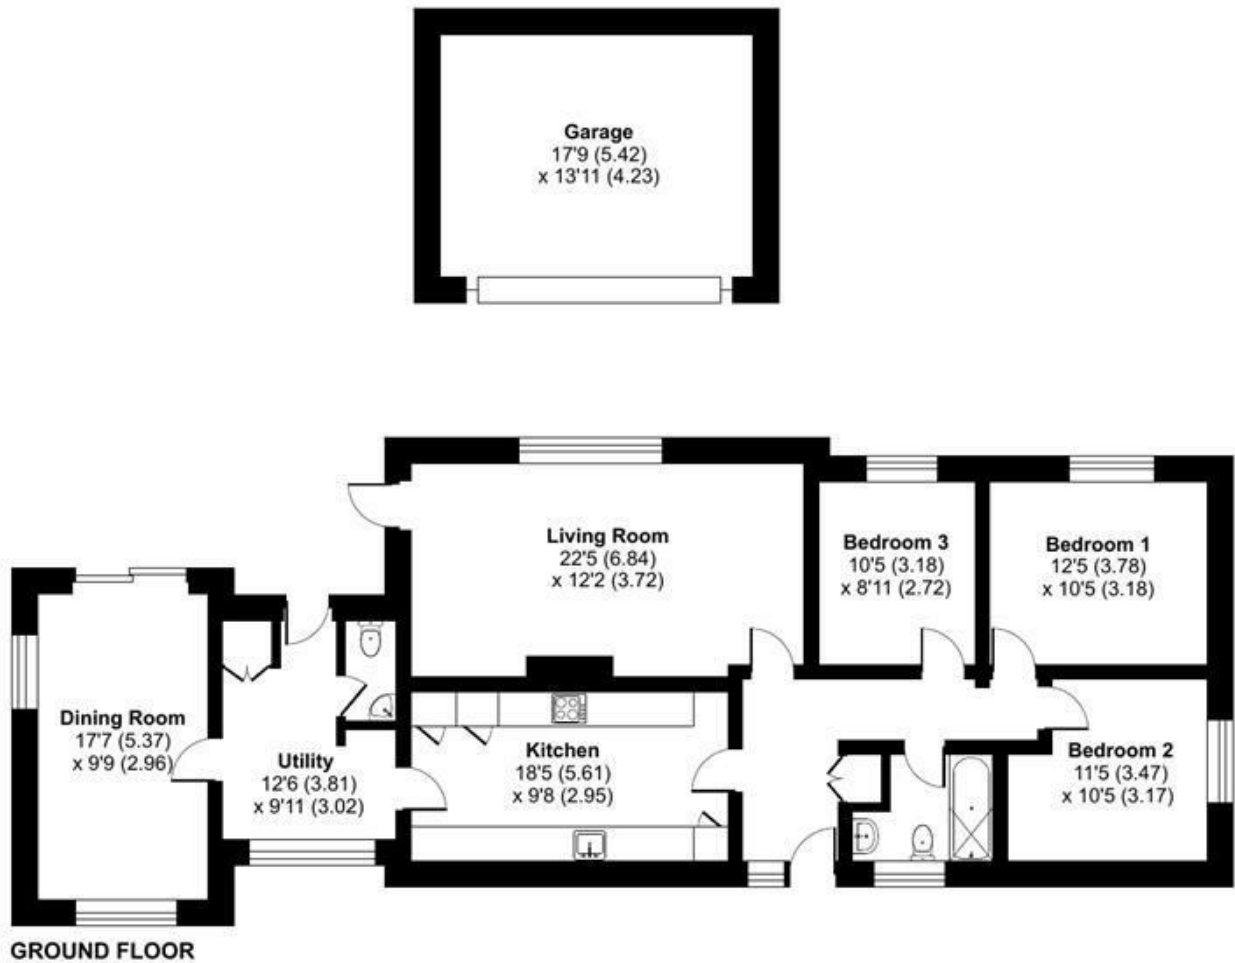 Garage
17'9 (5.42)
x 13'11 (4.23)
Living Room
22'5 (6.84)
x 12'2 (3.72)
Bedroom 3
10'5 (3.18)
x 8'11 (2.72)
Bedroom 1
12'5 (3.78)
x 10'5 (3.18)
Dining Room
17'7 (5.37)
x 9'9 (2.96)
Utility
12'6 (3.81)
x 9'11 (3.02)
Kitchen
18'5 (5.61)
x 9'8 (2.95)
Bedroom 2
11'5 (3.47)
x 10'5 (3.17)
GROUND FLOOR